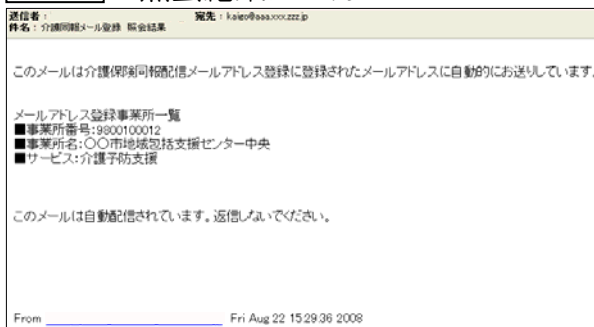 送信者： 宛先： kaigo@aaa.xxx.zzz.jp
件名： 介護同報メール登録 照会結果
このメールは介護保険同報配信メールアドレス登録に登録されたメールアドレスに自動的にお送りしています。
メールアドレス登録事業所一覧
■事業所番号:9800100012
■事業所名:〇〇市地域包括支援センター中央
■サービス:介護予防支援
このメールは自動配信されています。返信しないでください。
From Fri Aug 22 15:29:36 2008